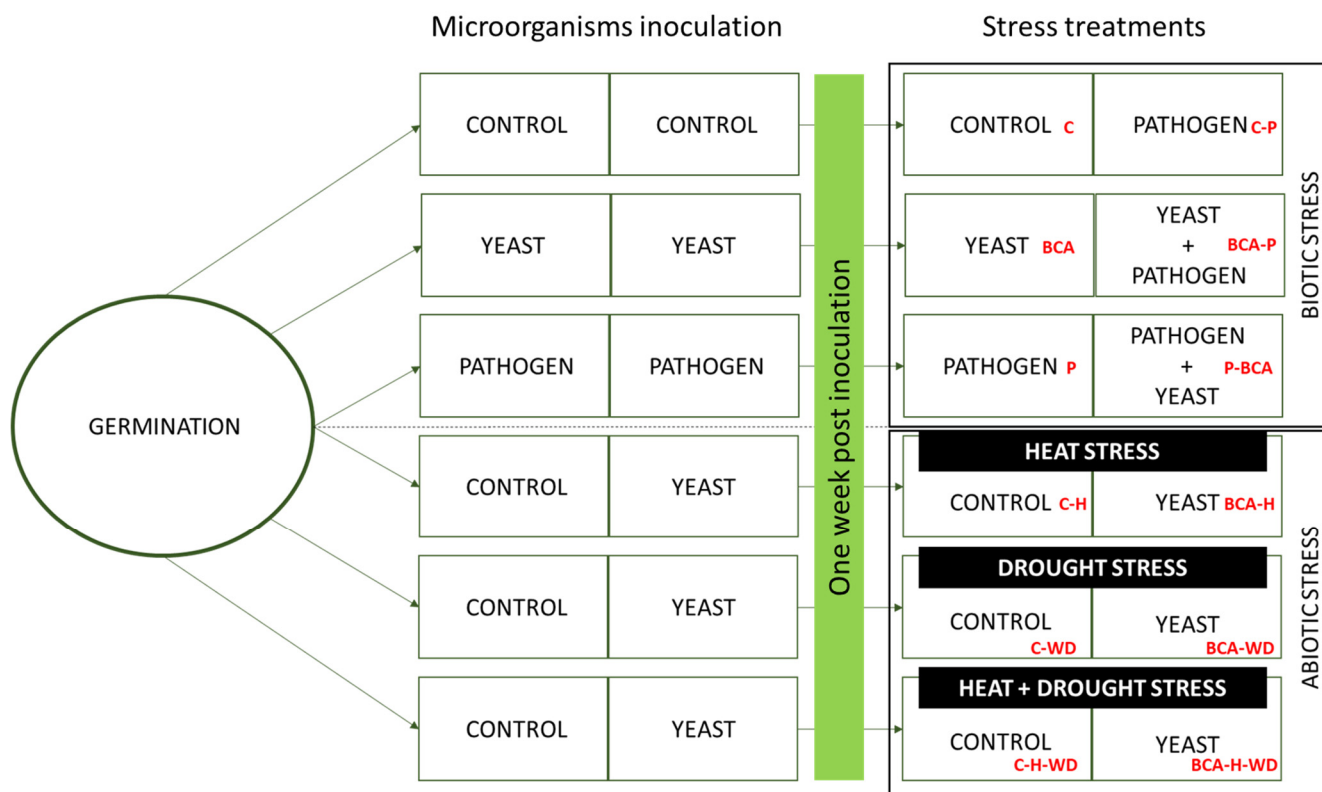 Microorganisms inoculation
Stress treatments
GERMINATION
One week post inoculation
CONTROL
CONTROL
CONTROL C
PATHOGEN C-P
YEAST
YEAST
YEAST BCA
YEAST
+ BCA-P
PATHOGEN
PATHOGEN
PATHOGEN
PATHOGEN P
PATHOGEN
+ P-BCA
YEAST
BIOTIC STRESS
CONTROL
YEAST
HEAT STRESS
CONTROL C-H
YEAST BCA-H
CONTROL
YEAST
DROUGHT STRESS
CONTROL
C-WD
YEAST
BCA-WD
CONTROL
YEAST
HEAT + DROUGHT STRESS
CONTROL
C-H-WD
YEAST
BCA-H-WD
ABIOTIC STRESS